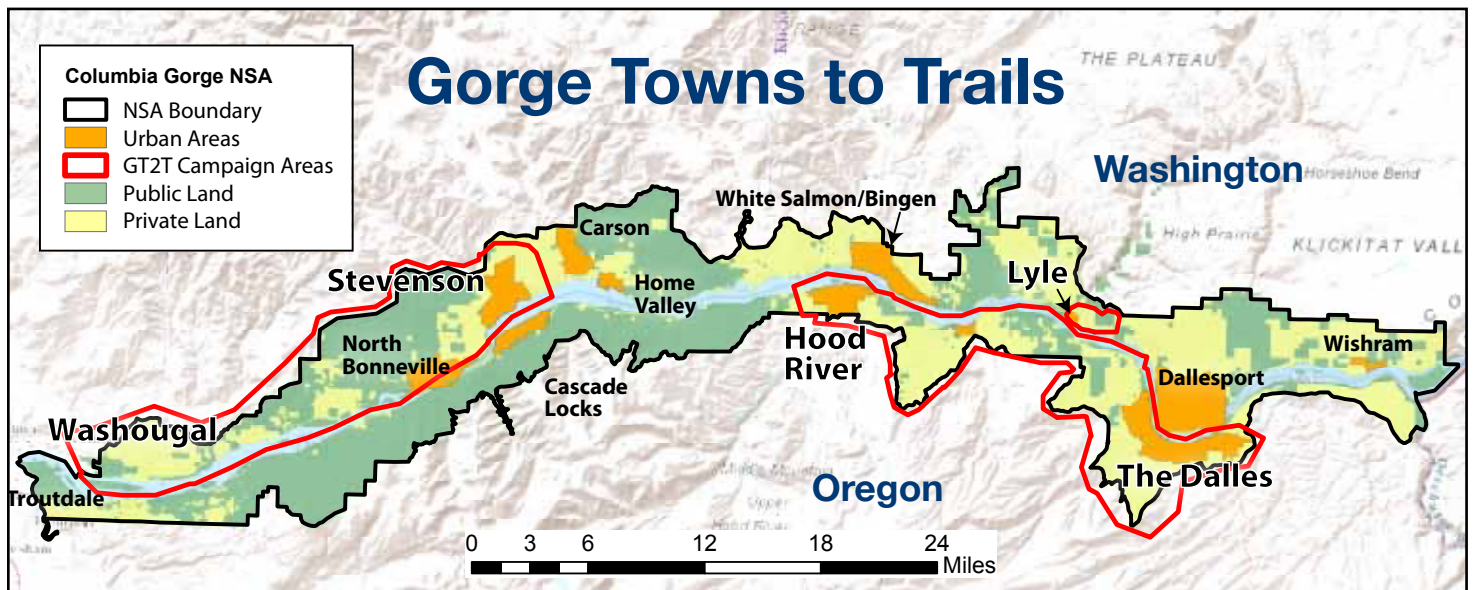 Gorge Towns to Trails
Columbia Gorge NSA
NSA Boundary
Urban Areas
GT2T Campaign Areas
Public Land
Private Land
THE PLATEAU
Washington
Horseshoe Bend
High Prairie
KLICKITAT VALL
White Salmon/Bingen
Carson
Stevenson
Lyle
Home
Valley
North
Bonneville
Hood
River
Wishram
Dallesport
Cascade
Locks
Washougal
The Dalles
Troutdale
Oregon
0 3 6 12 18 24
Miles